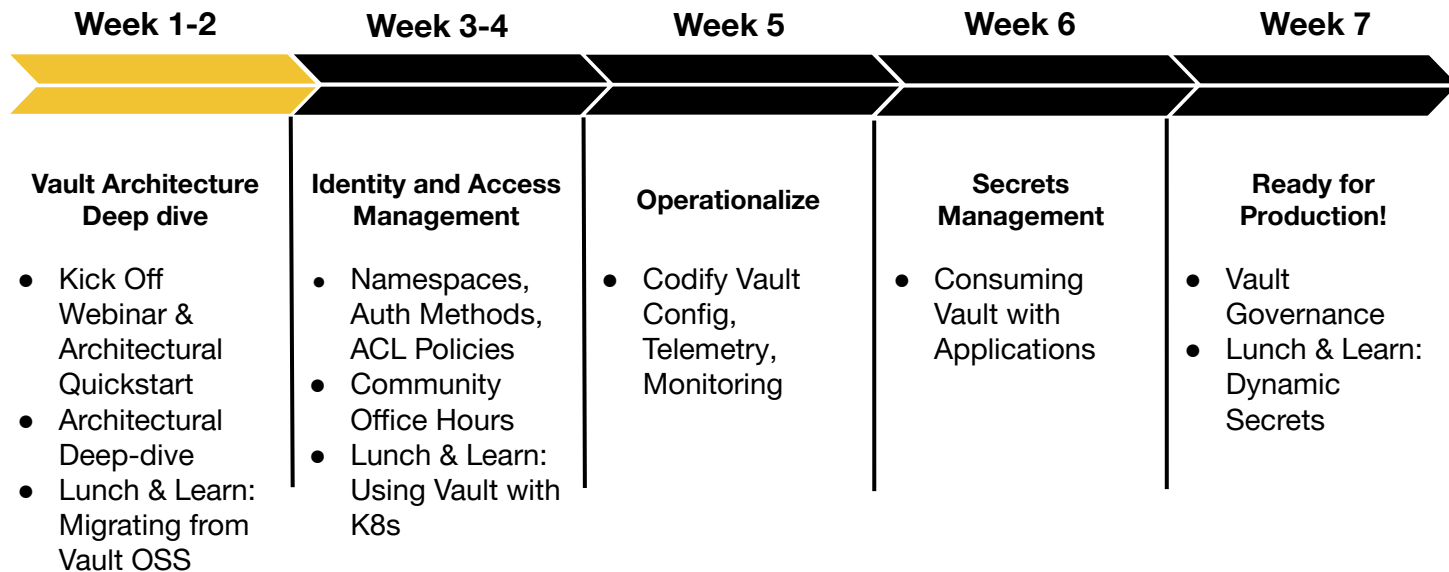 Week 1-2
Week 3-4
Week 5
Week 6
Week 7
Vault Architecture
Deep dive
● Kick Off
Webinar &
Architectural
Quickstart
● Architectural
Deep-dive
● Lunch & Learn:
Migrating from
Vault OSS
Identity and Access
Management
● Namespaces,
Auth Methods,
ACL Policies
● Community
Office Hours
● Lunch & Learn:
Using Vault with
K8s
Operationalize
● Codify Vault
Config,
Telemetry,
Monitoring
Secrets
Management
● Consuming
Vault with
Applications
Ready for
Production!
● Vault
Governance
● Lunch & Learn:
Dynamic
Secrets